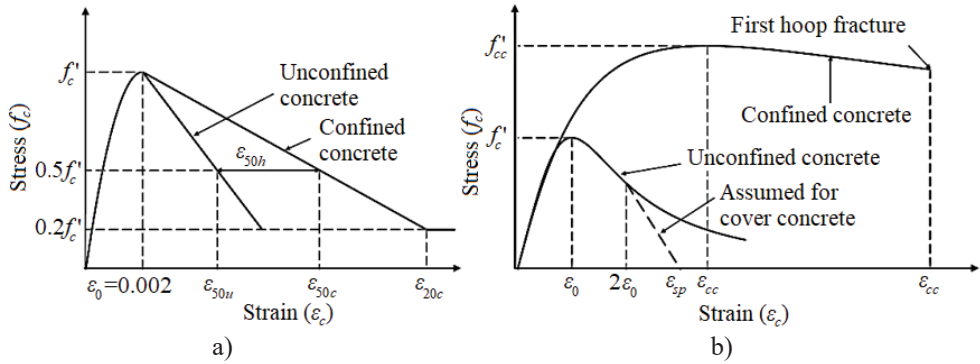 f_c'
0.5f_c'
0.2f_c'
Stress (f_c)
Unconfined
concrete
Confined
concrete
ε_50h
ε_0=0.002
ε_50u
ε_50c
ε_20c
Strain (ε_c)
a)
f_cc'
f_c'
Stress (f_c)
First hoop fracture
Confined concrete
Unconfined concrete
Assumed for
cover concrete
ε_0
2ε_0
ε_sp
ε_cc
ε_cc
Strain (ε_c)
b)